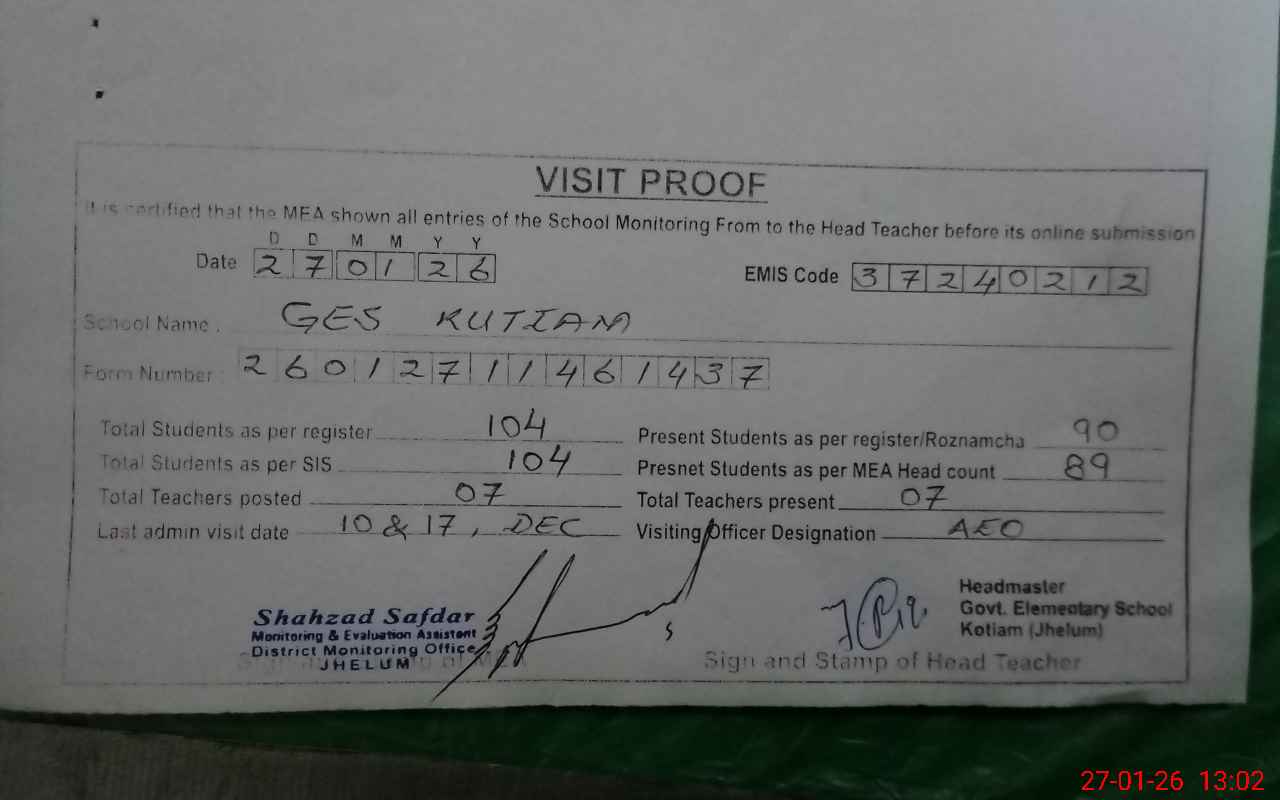 VISIT PROOF
It is certified that the MEA shown all entries of the School Monitoring From to the Head Teacher before its online submission
D D M M Y Y
Date 2 7 0 1 2 6 EMIS Code 3 7 2 4 0 2 1 2
School Name : GES KUTIAM
Form Number : 2 6 0 1 2 7 1 1 4 6 1 4 3 7
Total Students as per register 104 Present Students as per register/Roznamcha 90
Total Students as per SIS 104 Presnet Students as per MEA Head count 89
Total Teachers posted 07 Total Teachers present 07
Last admin visit date 10 & 17, DEC Visiting Officer Designation AEO
Shahzad Safdar
Monitoring & Evaluation Assistent
District Monitoring Office
JHELUM
Headmaster
Govt. Elementary School
Kotiam (Jhelum)
Sign and Stamp of Head Teacher
27-01-26 13:02